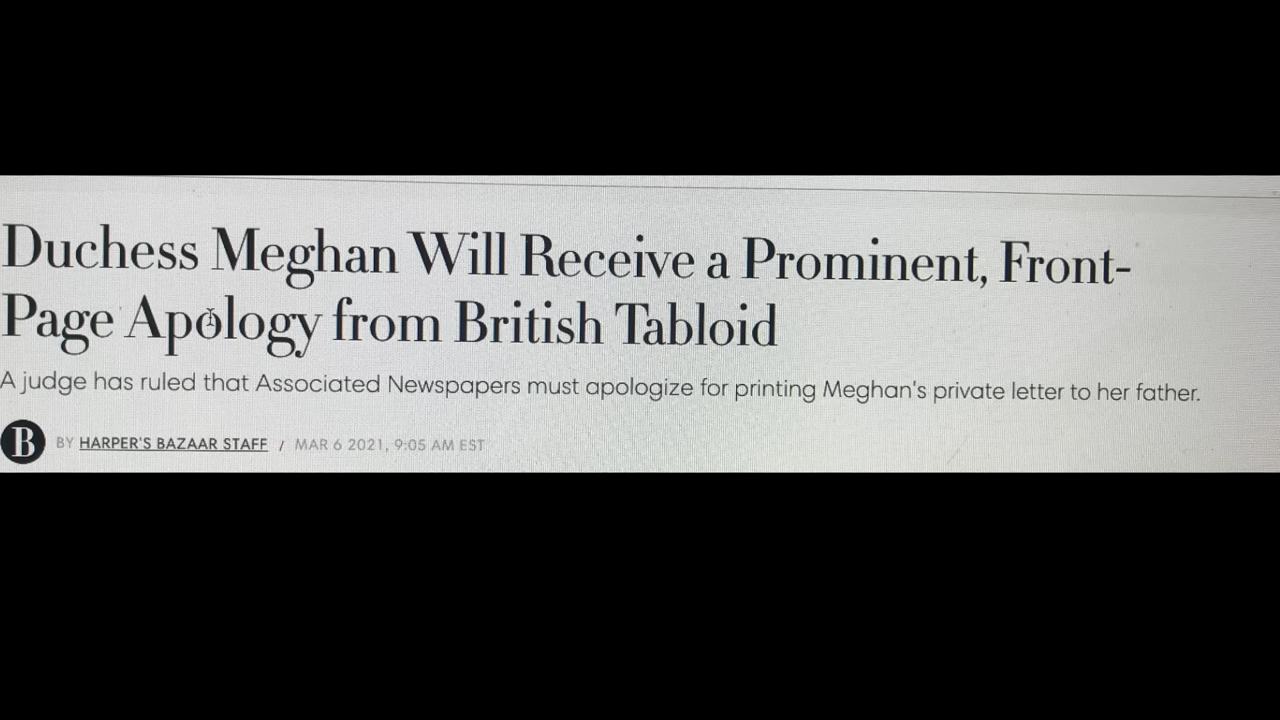 Duchess Meghan Will Receive a Prominent, Front-
Page Apology from British Tabloid
A judge has ruled that Associated Newspapers must apologize for printing Meghan's private letter to her father.
B BY HARPER'S BAZAAR STAFF / MAR 6 2021, 9:05 AM EST